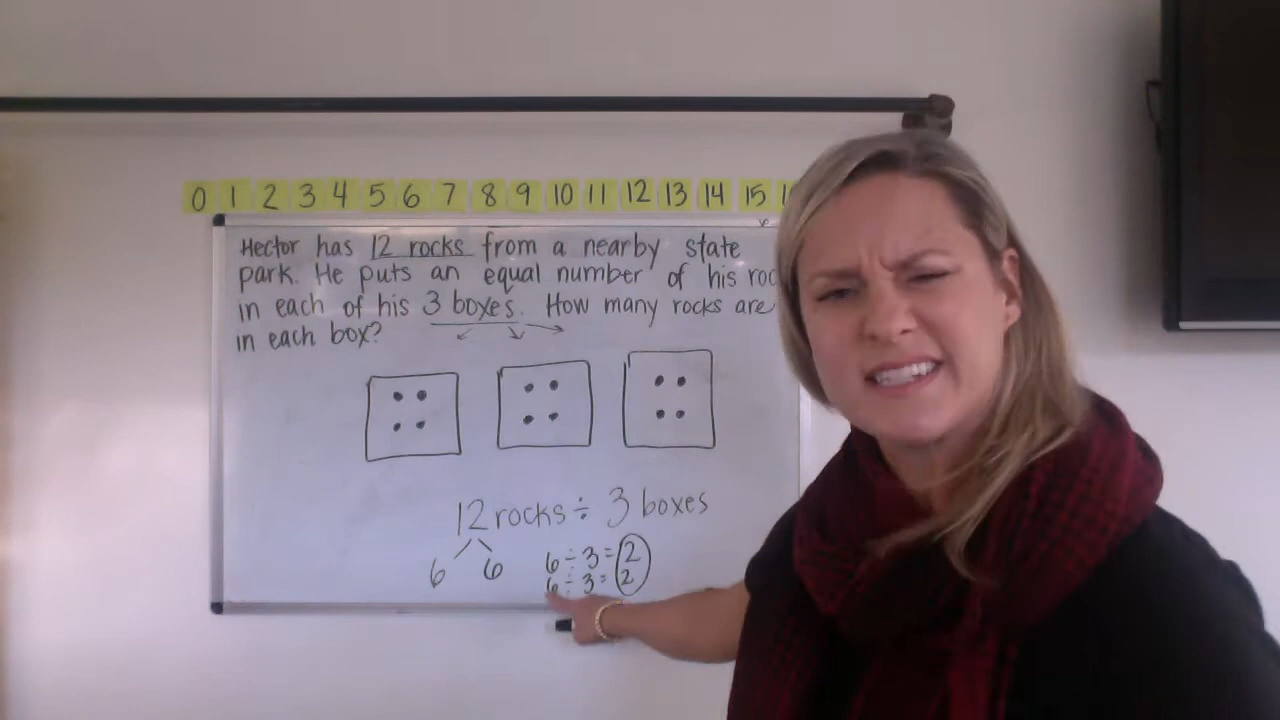 0 1 2 3 4 5 6 7 8 9 10 11 12 13 14 15
Hector has 12 rocks from a nearby state
park. He puts an equal number of his roc
in each of his 3 boxes. How many rocks are
in each box?
12 rocks ÷ 3 boxes
6 6
6 ÷ 3 = 2
6 ÷ 3 = 2